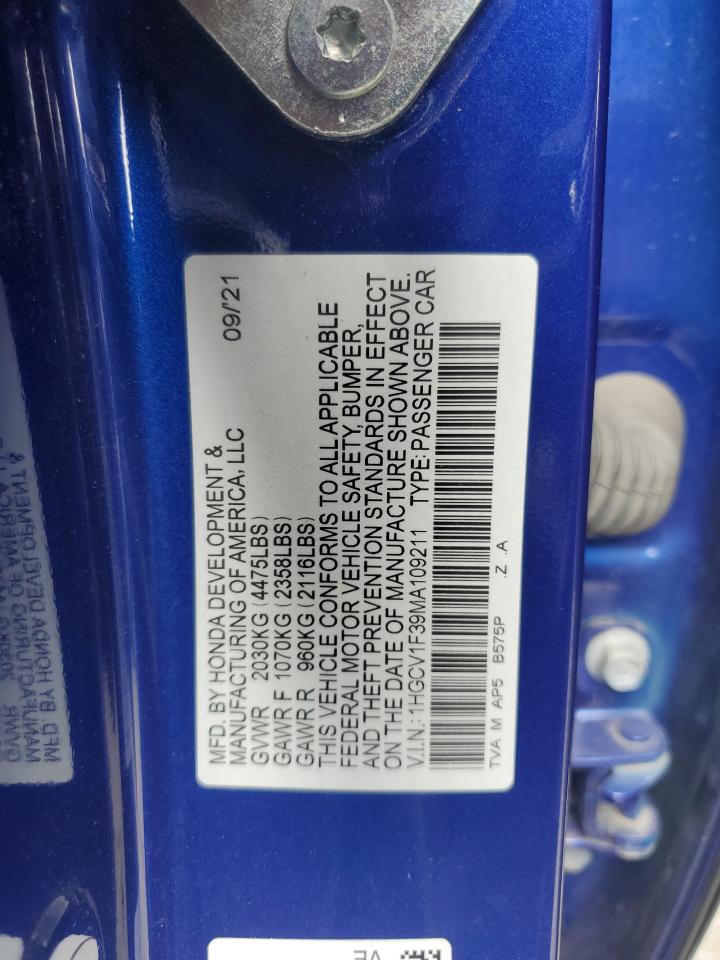 MFD. BY HONDA DEVELOPMENT &
MANUFACTURING OF AMERICA, LLC 09/'21
GVWR 2030KG (4475LBS)
GAWR F 1070KG (2358LBS)
GAWR R 960KG (2116LBS)
THIS VEHICLE CONFORMS TO ALL APPLICABLE
FEDERAL MOTOR VEHICLE SAFETY, BUMPER,
AND THEFT PREVENTION STANDARDS IN EFFECT
ON THE DATE OF MANUFACTURE SHOWN ABOVE.
V.I.N.: 1HGCV1F39MA109211 TYPE: PASSENGER CAR
TVA M AP5 B575P .Z .A
VE